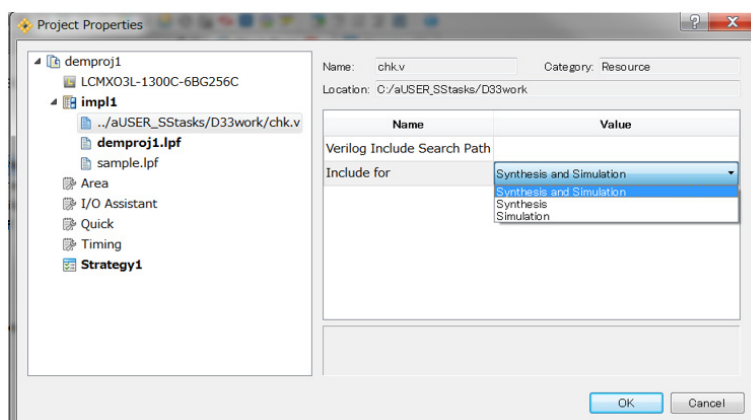 Project Properties
demproj1
LCMXO3L-1300C-6BG256C
impl1
../aUSER_SStasks/D33work/chk.v
demproj1.lpf
sample.lpf
Area
I/O Assistant
Quick
Timing
Strategy1
Name: chk.v Category: Resource
Location: C:/aUSER_SStasks/D33work
Name Value
Verilog Include Search Path
Include for Synthesis and Simulation
Synthesis and Simulation
Synthesis
Simulation
OK Cancel